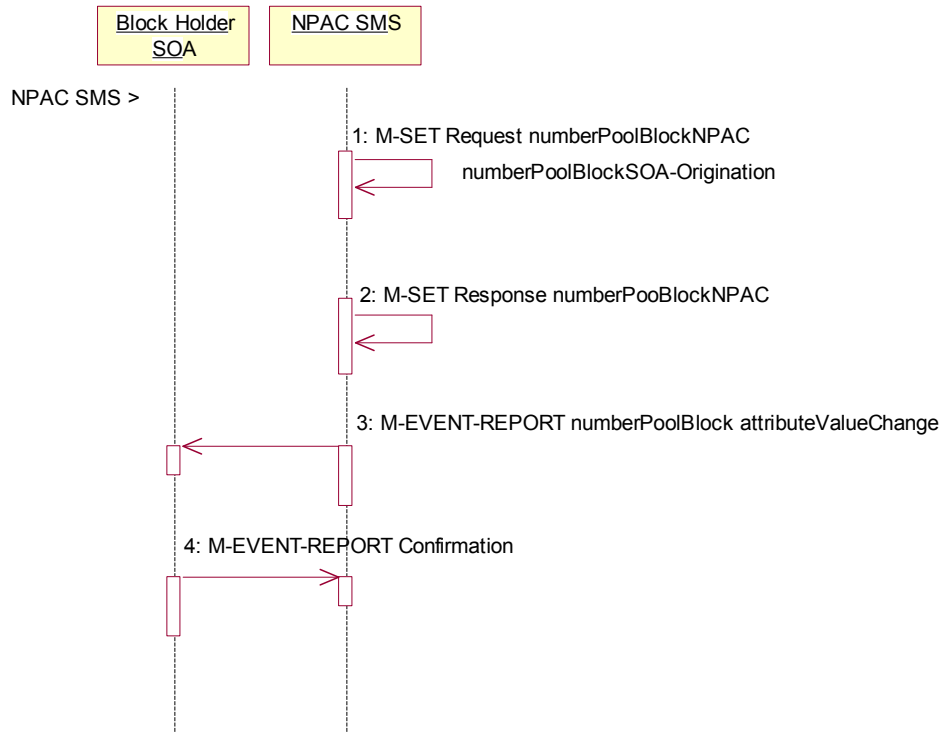 Block Holder
SOA
NPAC SMS
NPAC SMS >
1: M-SET Request numberPoolBlockNPAC
numberPoolBlockSOA-Origination
2: M-SET Response numberPooBlockNPAC
3: M-EVENT-REPORT numberPoolBlock attributeValueChange
4: M-EVENT-REPORT Confirmation